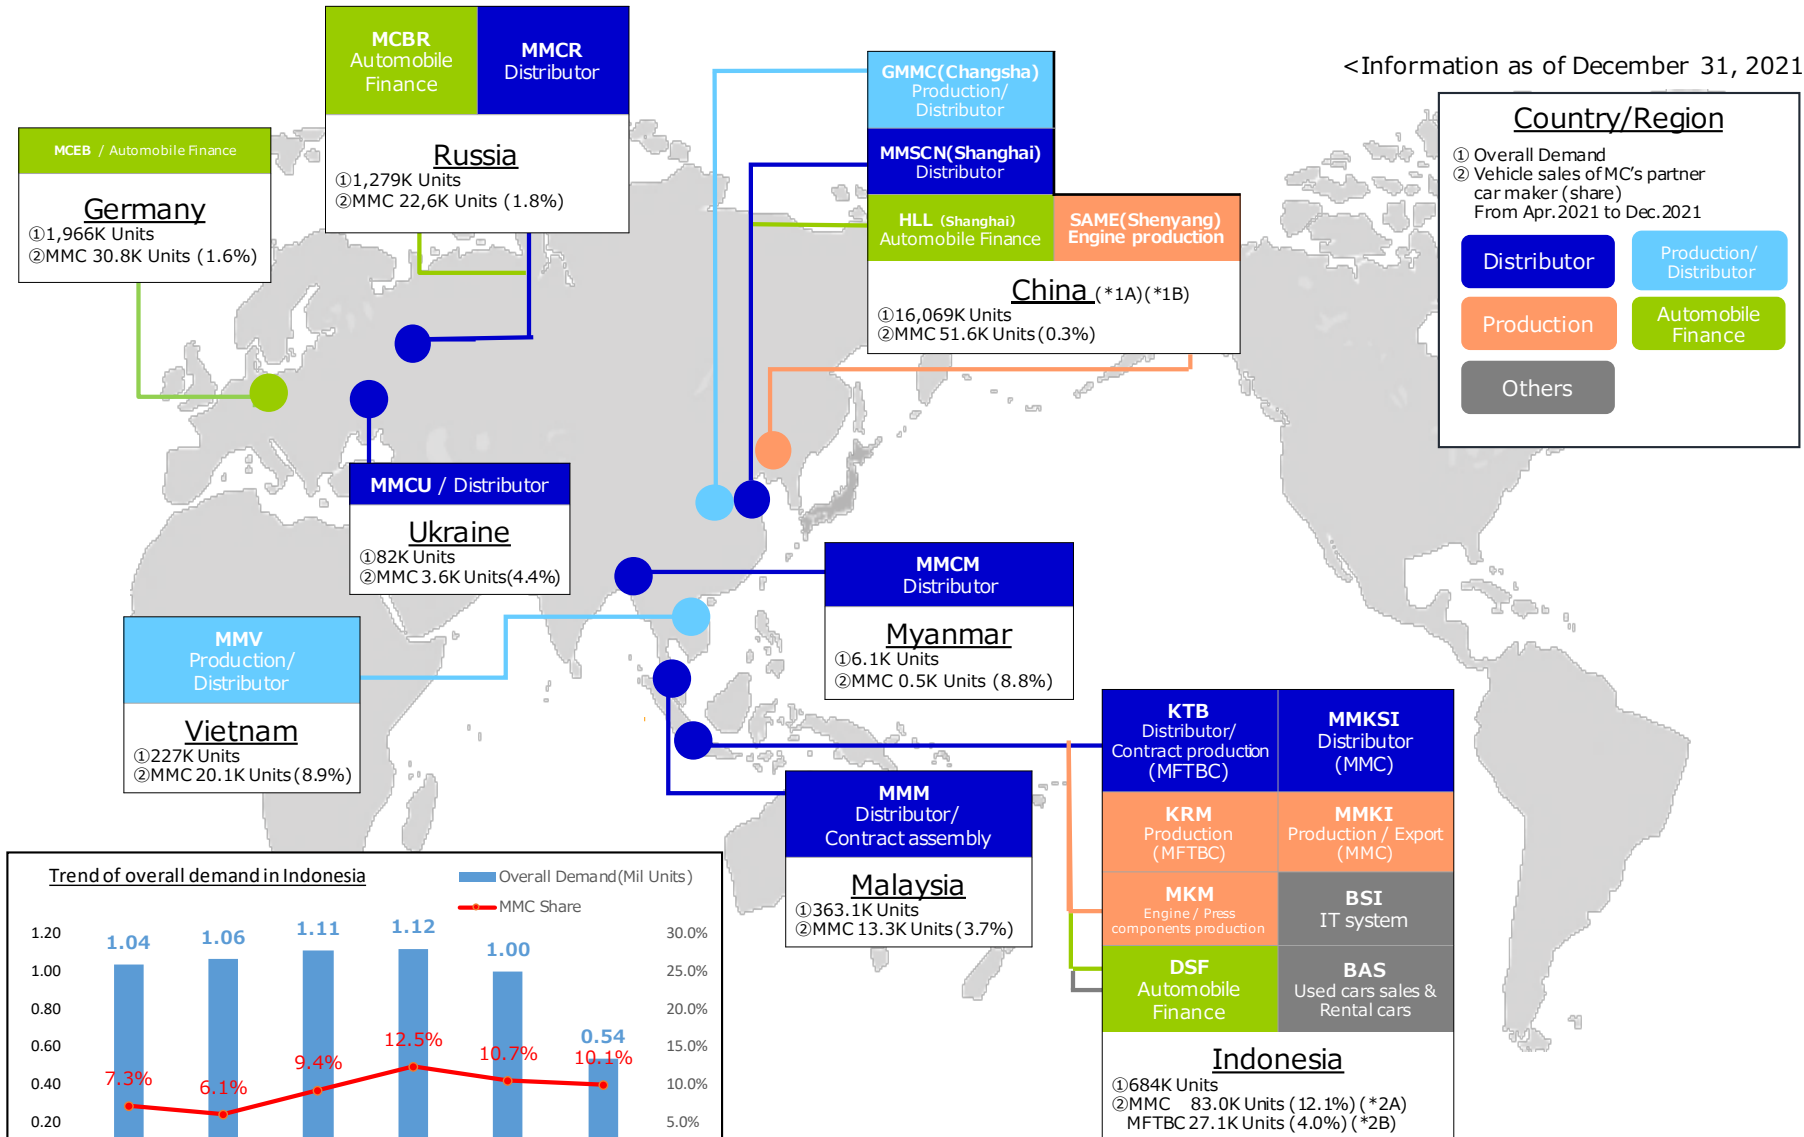 <Information as of December 31, 2021
MCBR
Automobile
Finance
MMCR
Distributor
Russia
①1,279K Units
②MMC 22,6K Units (1.8%)
MCEB / Automobile Finance
Germany
①1,966K Units
②MMC 30.8K Units (1.6%)
GMMC(Changsha)
Production/
Distributor
MMSCN(Shanghai)
Distributor
HLL (Shanghai)
Automobile Finance
SAME(Shenyang)
Engine production
China (*1A)(*1B)
①16,069K Units
②MMC 51.6K Units(0.3%)
Country/Region
① Overall Demand
② Vehicle sales of MC's partner
car maker (share)
From Apr.2021 to Dec.2021
Distributor
Production/
Distributor
Production
Automobile
Finance
Others
MMCU / Distributor
Ukraine
①82K Units
②MMC 3.6K Units(4.4%)
MMCM
Distributor
Myanmar
①6.1K Units
②MMC 0.5K Units (8.8%)
MMV
Production/
Distributor
Vietnam
①227K Units
②MMC 20.1K Units(8.9%)
MMM
Distributor/
Contract assembly
Malaysia
①363.1K Units
②MMC 13.3K Units(3.7%)
KTB
Distributor/
Contract production
(MFTBC)
MMKSI
Distributor
(MMC)
KRM
Production
(MFTBC)
MMKI
Production / Export
(MMC)
MKM
Engine / Press
components production
BSI
IT system
DSF
Automobile
Finance
BAS
Used cars sales &
Rental cars
Indonesia
①684K Units
②MMC 83.0K Units (12.1%) (*2A)
MFTBC 27.1K Units (4.0%) (*2B)
Trend of overall demand in Indonesia
Overall Demand(Mil Units)
MMC Share
1.20
1.00
0.80
0.60
0.40
0.20
1.04
1.06
1.11
1.12
1.00
0.54
7.3%
6.1%
9.4%
12.5%
10.7%
10.1%
30.0%
25.0%
20.0%
15.0%
10.0%
5.0%